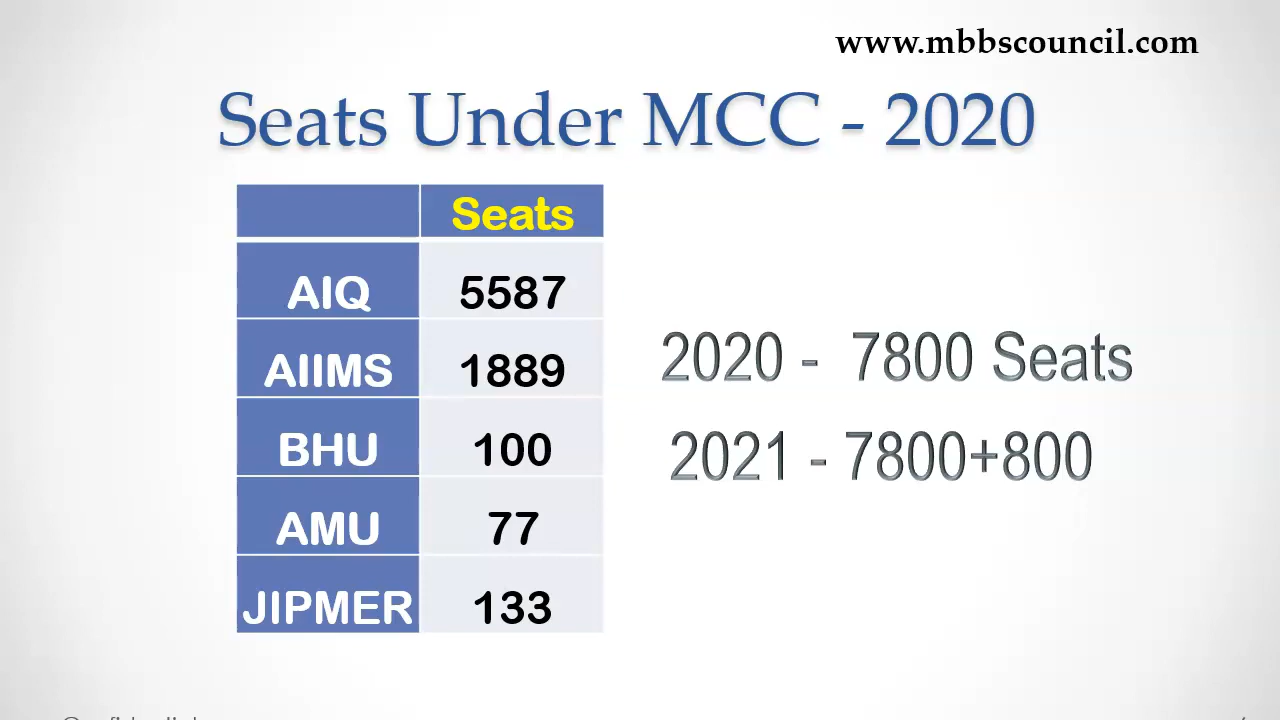 www.mbbscouncil.com
Seats Under MCC - 2020
Seats
AIQ 5587
AIIMS 1889
BHU 100
AMU 77
JIPMER 133
2020 - 7800 Seats
2021 - 7800+800